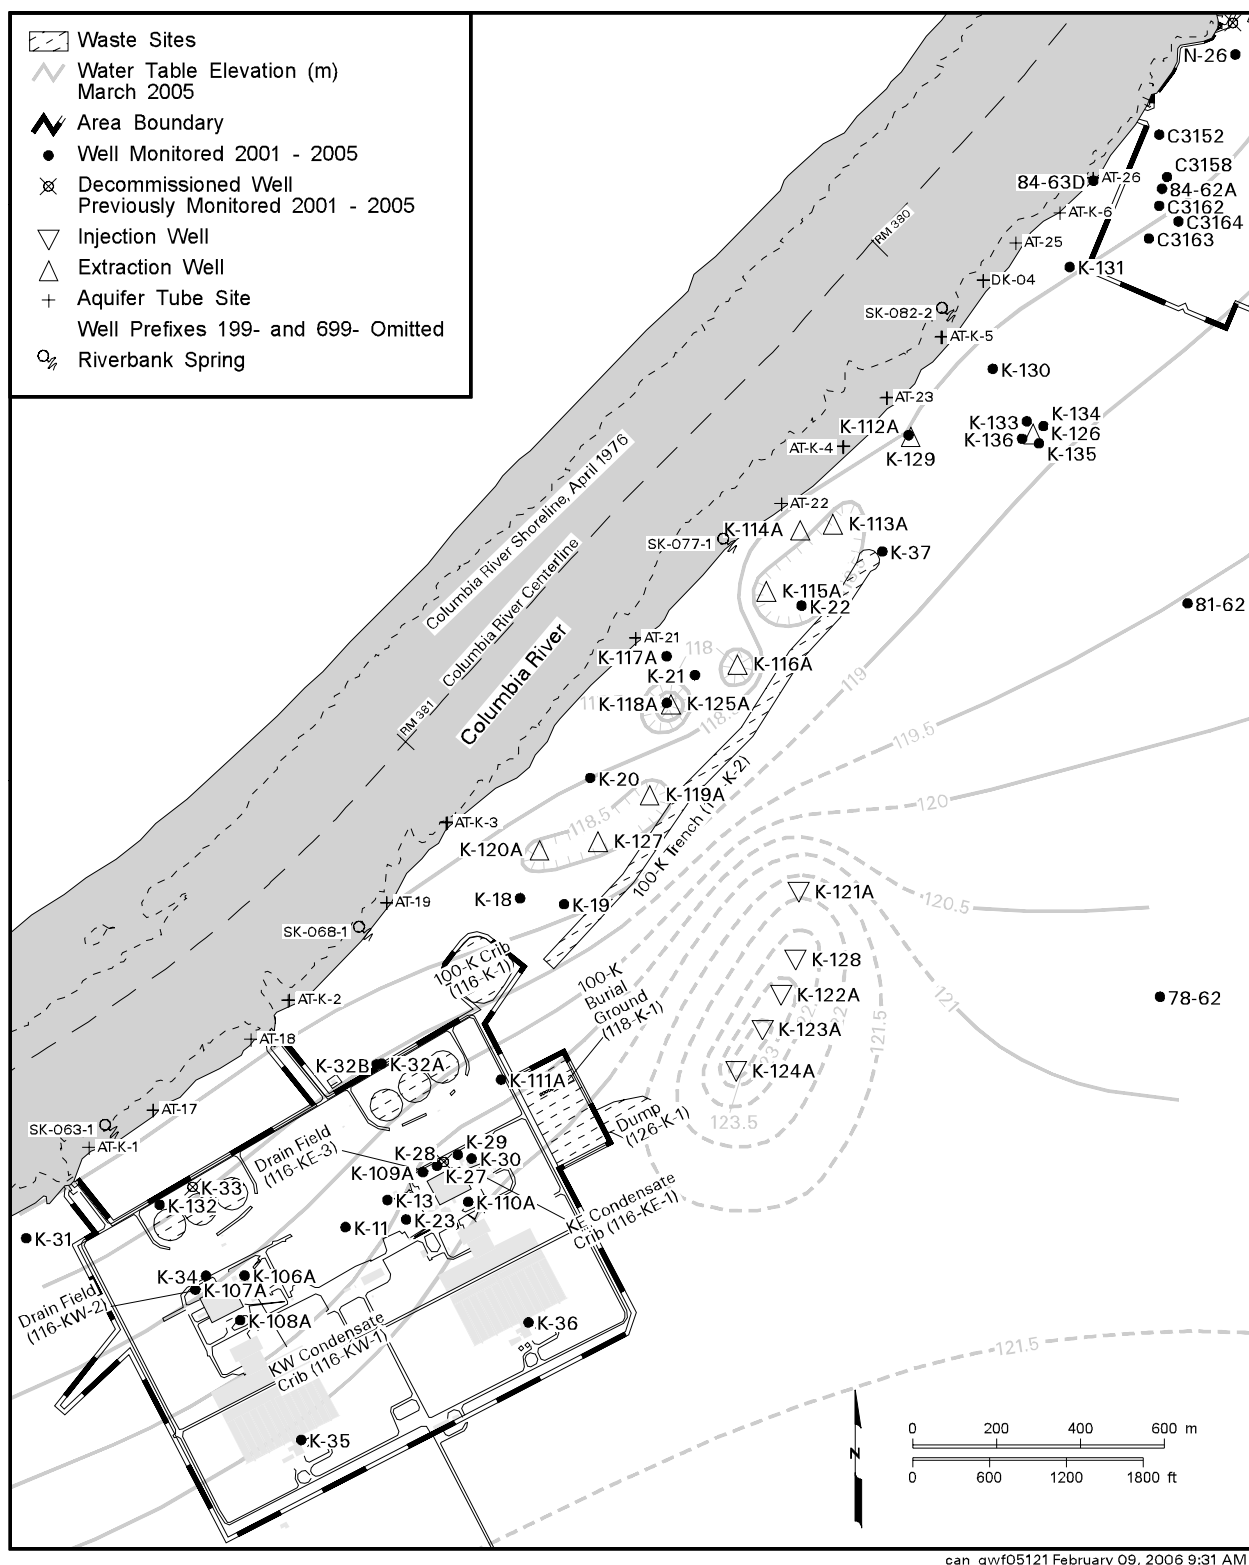 Waste Sites
Water Table Elevation (m)
March 2005
Area Boundary
Well Monitored 2001 - 2005
Decommissioned Well
Previously Monitored 2001 - 2005
Injection Well
Extraction Well
Aquifer Tube Site
Well Prefixes 199- and 699- Omitted
Riverbank Spring
N-26
C3152
C3158
84-62A
C3162
C3164
C3163
84-63D
AT-26
AT-K-6
AT-25
K-131
DK-04
RM 380
SK-082-2
AT-K-5
K-130
AT-23
K-112A
K-129
AT-K-4
K-133
K-134
K-136
K-126
K-135
AT-22
K-114A
K-113A
SK-077-1
K-37
K-115A
K-22
81-62
Columbia River Shoreline, April 1976
Columbia River Centerline
Columbia River
RM 381
AT-21
K-117A
118
K-116A
K-21
K-118A
K-125A
119
119.5
120
K-20
K-119A
118.5
K-127
K-120A
AT-K-3
100-K Trench
K-2)
K-18
K-19
AT-19
SK-068-1
K-121A
120.5
K-128
K-122A
K-123A
K-124A
121
121.5
123.5
78-62
100-K Crib
(116-K-1)
100-K
Burial
Ground
(118-K-1)
AT-K-2
AT-18
K-32B
K-32A
K-111A
Dump
(126-K-1)
AT-17
SK-063-1
AT-K-1
Drain Field
(116-KE-3)
K-28
K-29
K-30
K-109A
K-27
K-33
K-132
K-13
K-110A
K-23
K-11
KE Condensate
Crib (116-KE-1)
K-31
K-34
K-106A
K-107A
K-108A
Drain Field
(116-KW-2)
KW Condensate
Crib (116-KW-1)
K-36
K-35
121.5
N
0 200 400 600 m
0 600 1200 1800 ft
can_gwf05121 February 09, 2006 9:31 AM